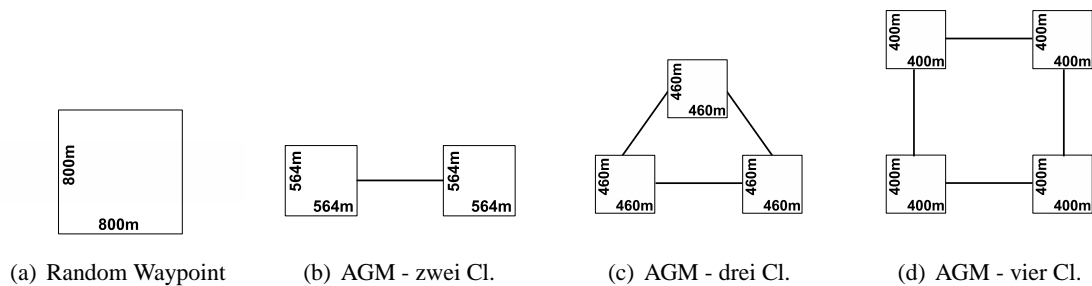 800m
800m
(a) Random Waypoint
564m
564m
564m
564m
(b) AGM - zwei Cl.
460m
460m
460m
460m
460m
460m
(c) AGM - drei Cl.
400m
400m
400m
400m
400m
400m
400m
400m
(d) AGM - vier Cl.